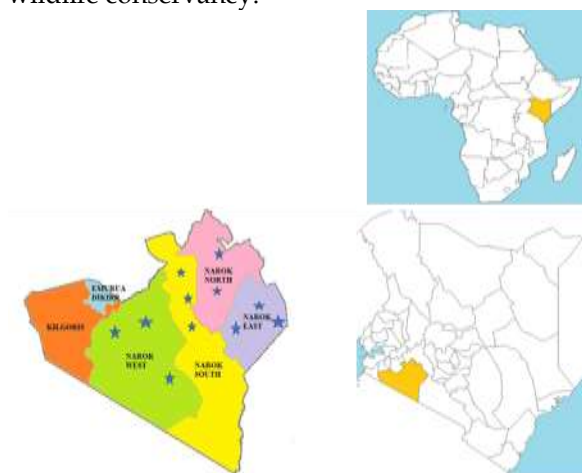 wildlife conservancy.
NAROK
NORTH
EMURUA
DIKIRR
KILGORIS
NAROK
EAST
NAROK
WEST
NAROK
SOUTH